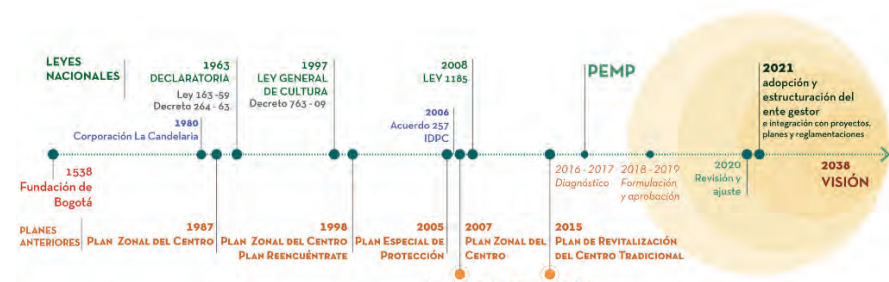 LEYES
NACIONALES
1963
DECLARATORIA
Ley 163 -59
Decreto 264 - 63
1980
Corporación La Candelaria
1997
LEY GENERAL
DE CULTURA
Decreto 763 - 09
2008
LEY 1185
2006
Acuerdo 257
IDPC
PEMP
2021
adopción y
estructuración del
ente gestor
e integración con proyectos,
planes y reglamentaciones
1538
Fundación de
Bogotá
2016 - 2017
Diagnóstico
2018 - 2019
Formulación
y aprobación
2020
Revisión y
ajuste
2038
VISIÓN
PLANES
ANTERIORES
1987
PLAN ZONAL DEL CENTRO
1998
PLAN ZONAL DEL CENTRO
PLAN REENCUÉNTRATE
2005
PLAN ESPECIAL DE
PROTECCIÓN
2007
PLAN ZONAL DEL
CENTRO
2015
PLAN DE REVITALIZACIÓN
DEL CENTRO TRADICIONAL